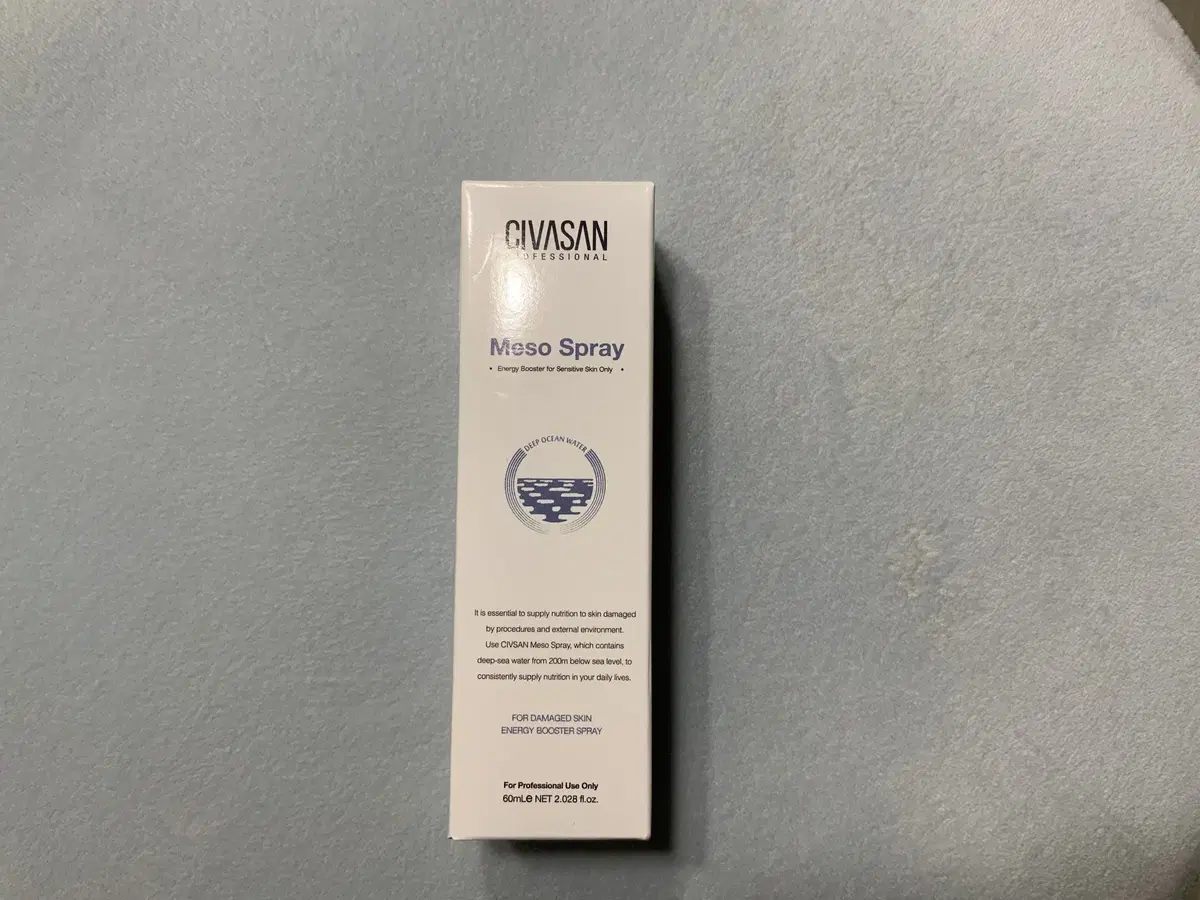 CIVASAN
PROFESSIONAL
Meso Spray
• Energy Booster for Sensitive Skin Only •
DEEP OCEAN WATER
It is essential to supply nutrition to skin damaged
by procedures and external environment.
Use CIVSAN Meso Spray, which contains
deep-sea water from 200m below sea level, to
consistently supply nutrition in your daily lives.
FOR DAMAGED SKIN
ENERGY BOOSTER SPRAY
For Professional Use Only
60mL℮ NET 2.028 fl.oz.